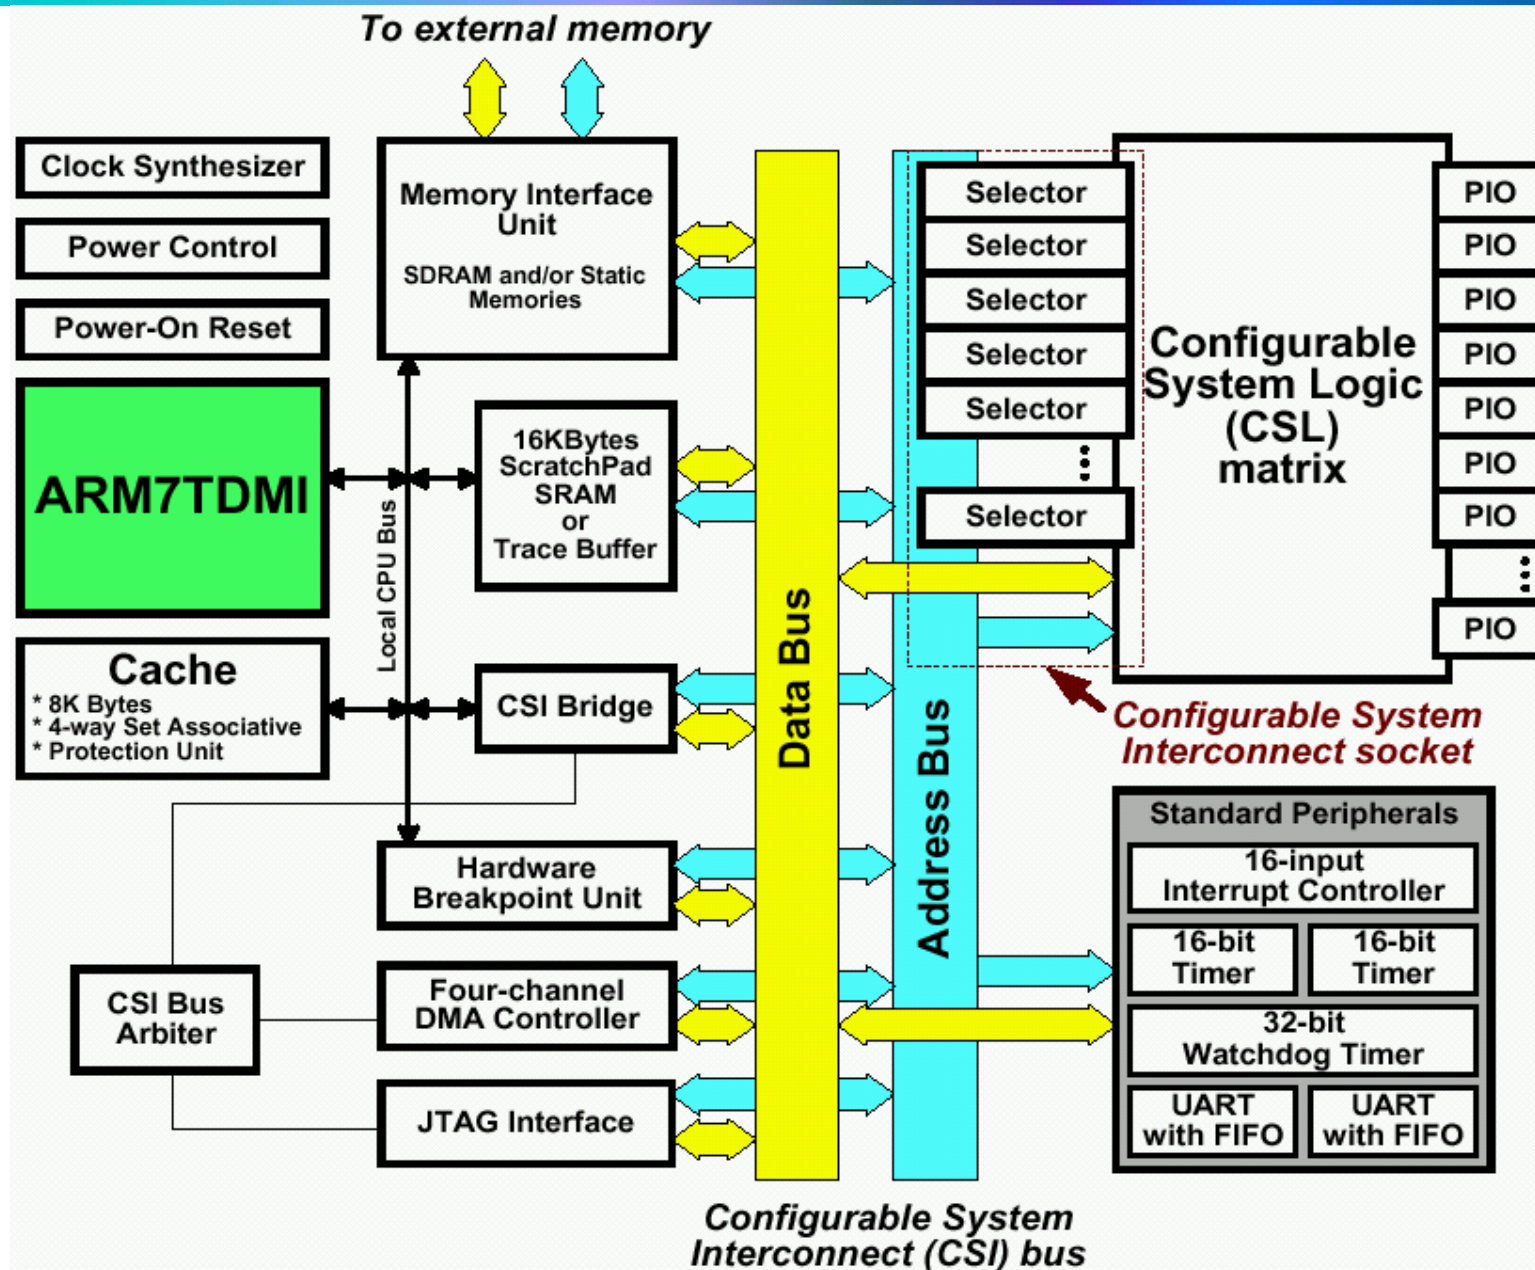 To external memory
Clock Synthesizer
Power Control
Power-On Reset
ARM7TDMI
Cache
* 8K Bytes
* 4-way Set Associative
* Protection Unit
Local CPU Bus
Memory Interface
Unit
SDRAM and/or Static
Memories
16KBytes
ScratchPad
SRAM
or
Trace Buffer
CSI Bridge
Hardware
Breakpoint Unit
CSI Bus
Arbiter
Four-channel
DMA Controller
JTAG Interface
Data Bus
Address Bus
Configurable System
Interconnect (CSI) bus
Selector
Selector
Selector
Selector
Selector
Selector
Configurable
System Logic
(CSL)
matrix
PIO
PIO
PIO
PIO
PIO
PIO
PIO
PIO
Configurable System
Interconnect socket
Standard Peripherals
16-input
Interrupt Controller
16-bit
Timer
16-bit
Timer
32-bit
Watchdog Timer
UART
with FIFO
UART
with FIFO